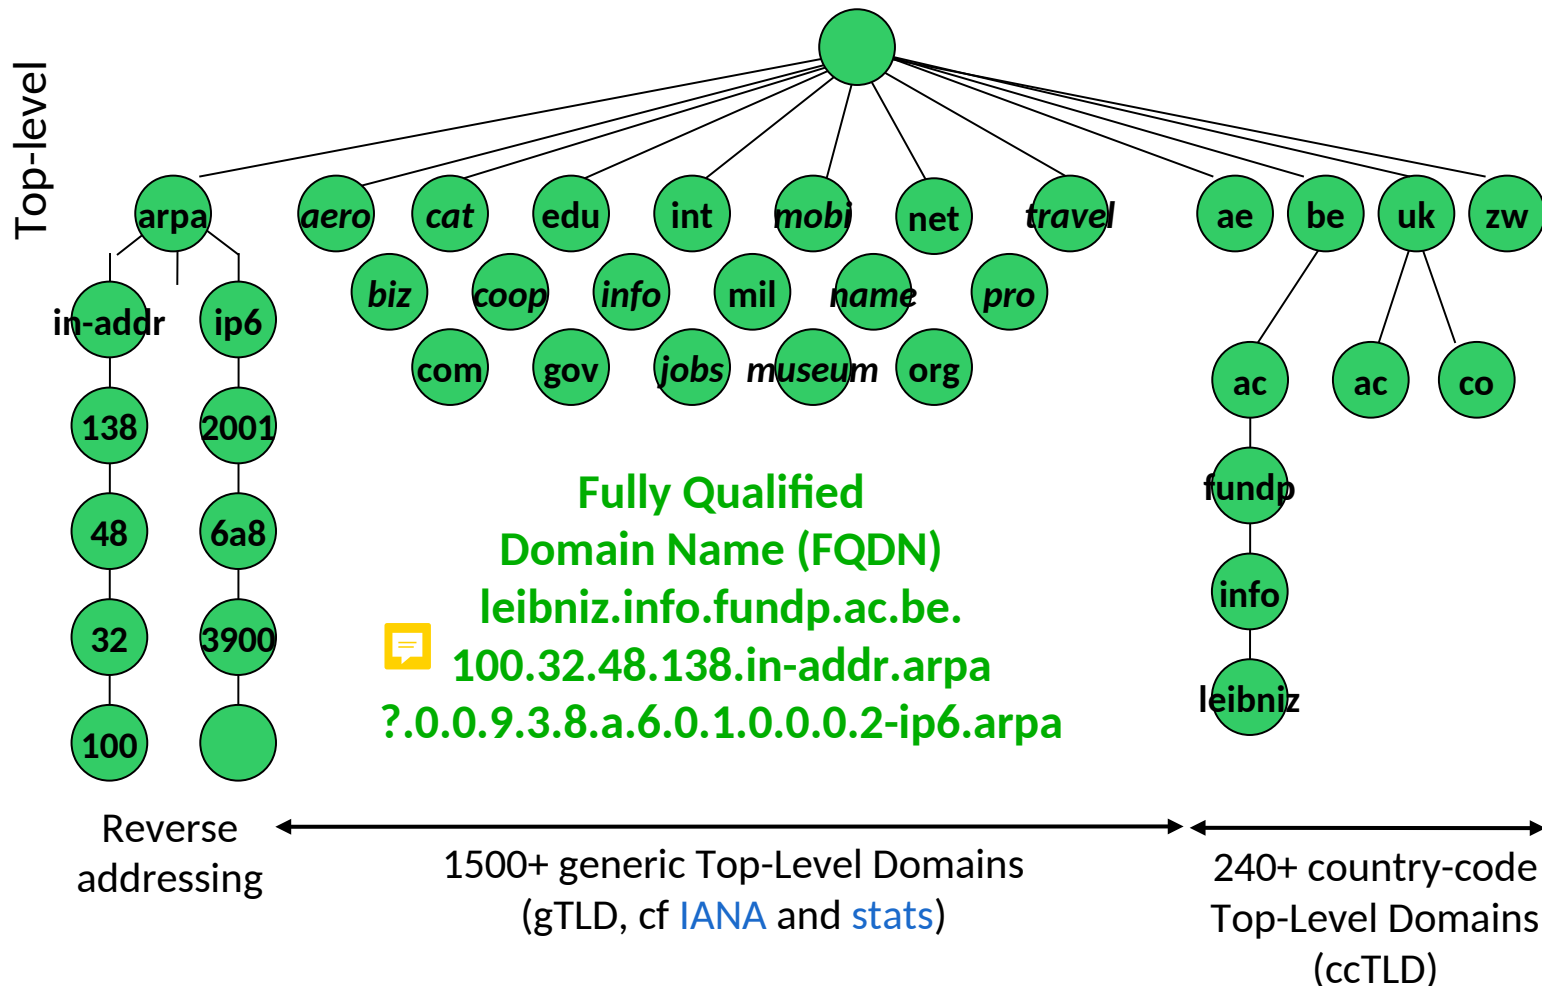 Top-level
arpa aero cat edu int mobi net travel ae be uk zw
biz coop info mil name pro
in-addr ip6
com gov jobs museum org
ac ac co
138 2001
fundp
Fully Qualified
48 6a8
Domain Name (FQDN)
info
leibniz.info.fundp.ac.be.
32 3900
100.32.48.138.in-addr.arpa
leibniz
?.0.0.9.3.8.a.6.0.1.0.0.0.2-ip6.arpa
100
Reverse
addressing
1500+ generic Top-Level Domains
(gTLD, cf IANA and stats)
240+ country-code
Top-Level Domains
(ccTLD)